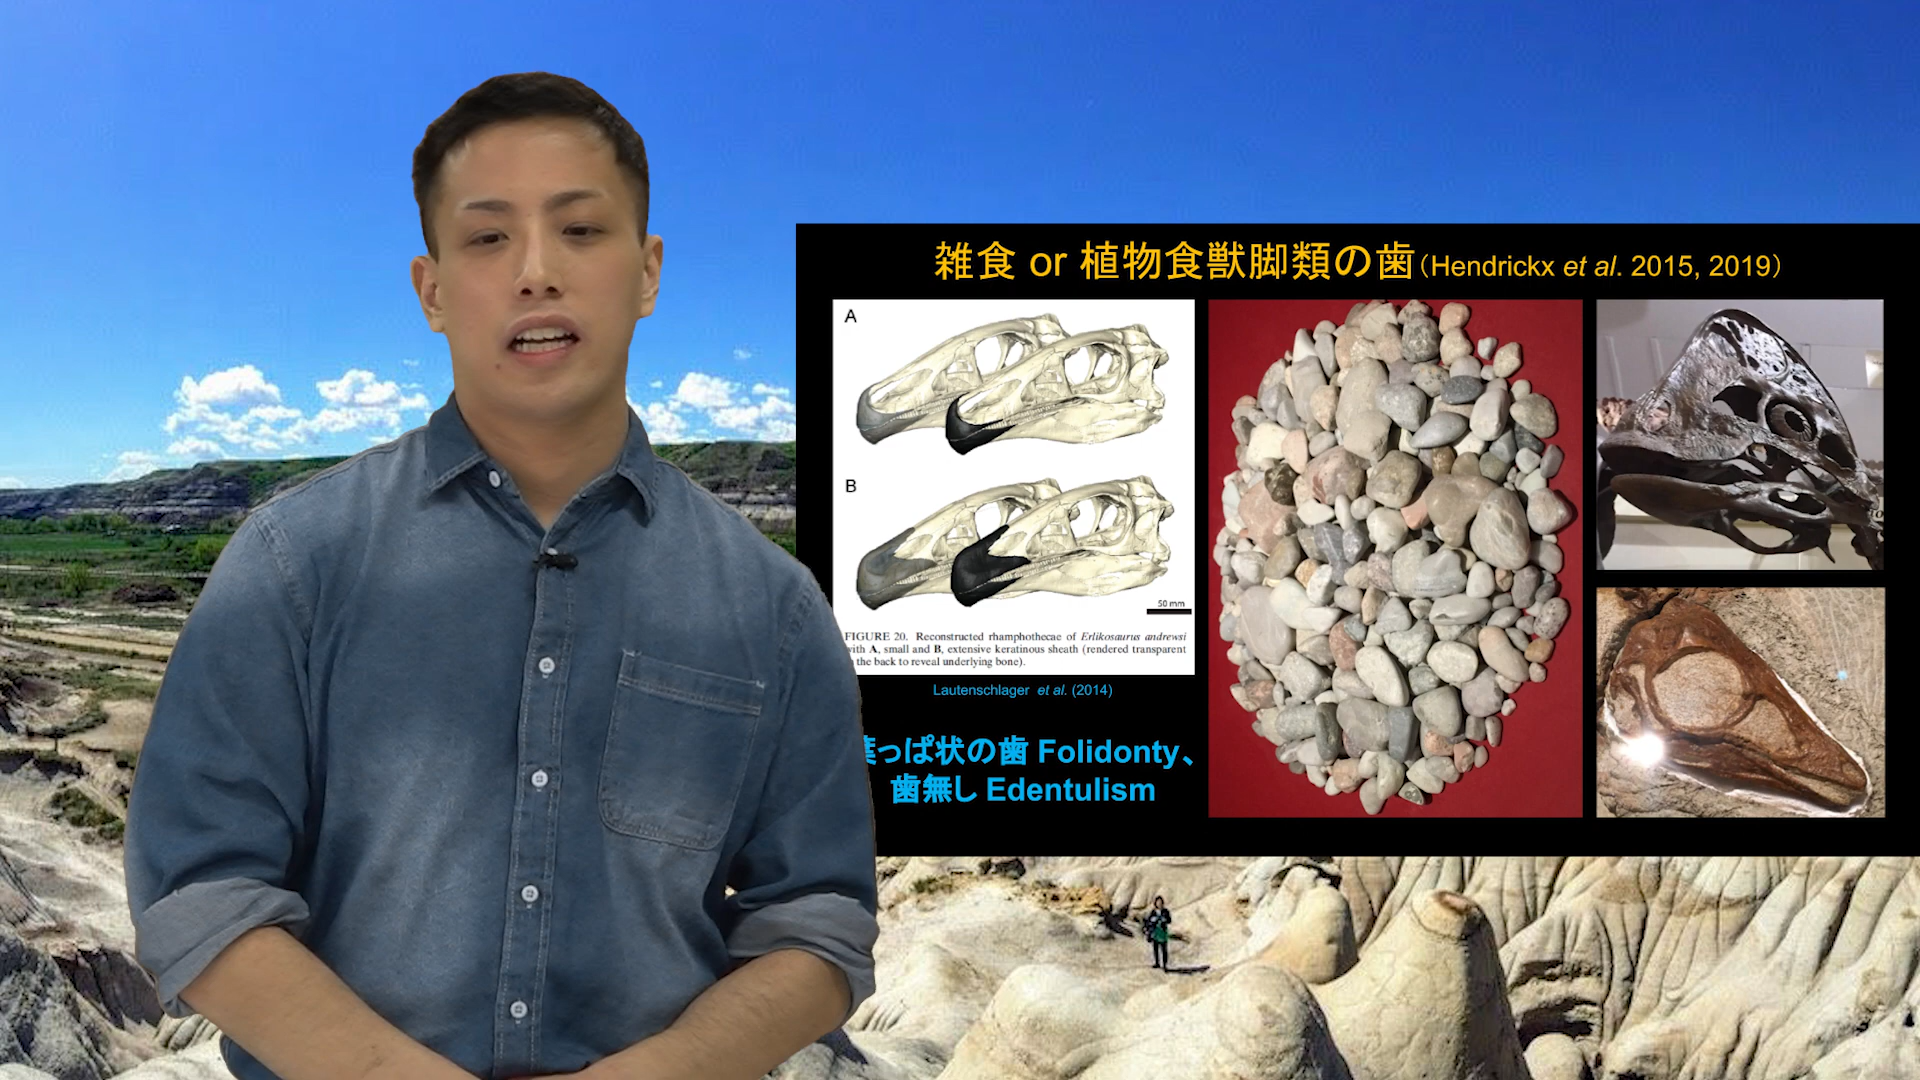 雑食 or 植物食獣脚類の歯（Hendrickx et al. 2015, 2019）
A
B
50 mm
FIGURE 20. Reconstructed rhamphothecae of Erlikosaurus andrewsi
with A, small and B, extensive keratinous sheath (rendered transparent
the back to reveal underlying bone).
Lautenschlager et al. (2014)
葉っぱ状の歯 Folidonty、
歯無し Edentulism